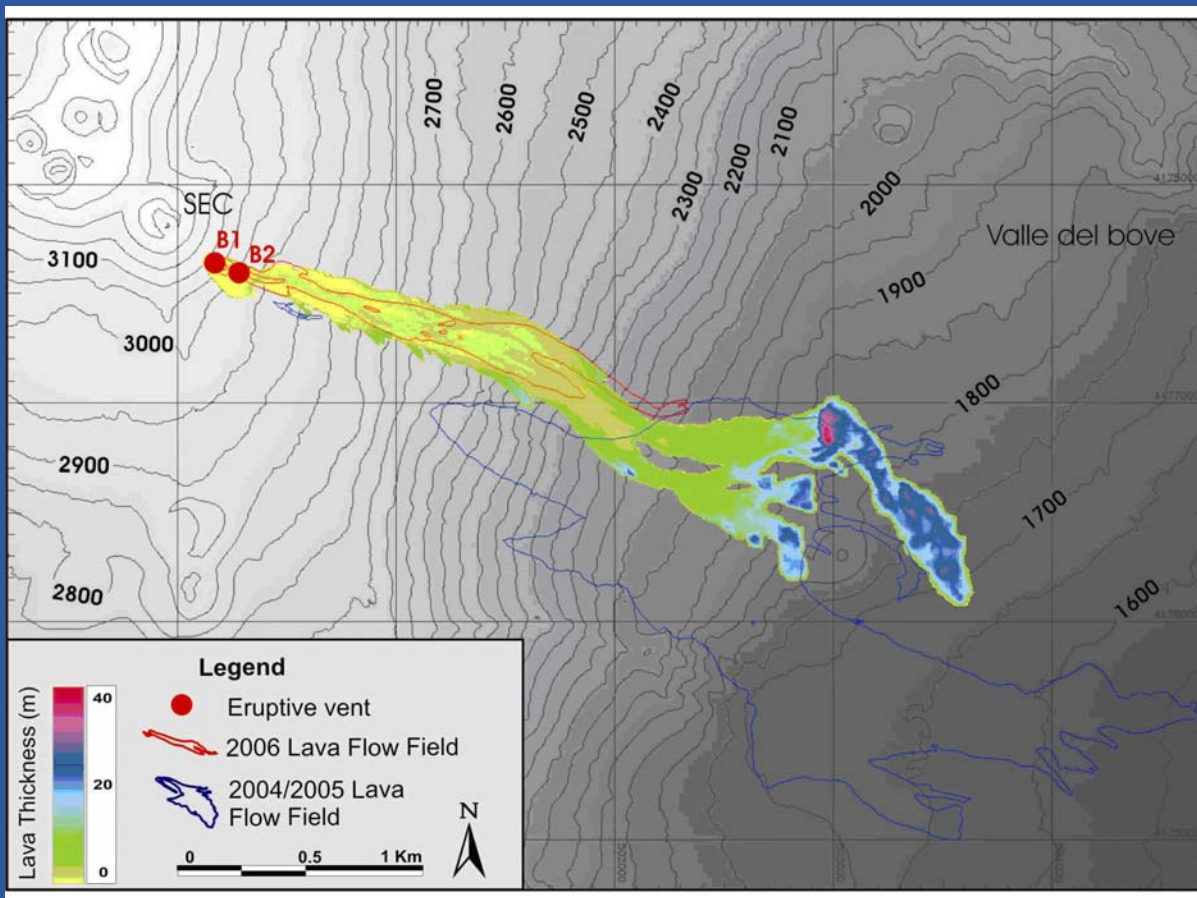 2700
2600
2500
2400
2300
2200
2100
2000
SEC
B1
B2
Valle del bove
3100
1900
3000
1800
2900
1700
2800
1600
Legend
Lava Thickness (m)
40
20
0
Eruptive vent
2006 Lava Flow Field
2004/2005 Lava
Flow Field
N
0 0.5 1 Km
4177000
502000